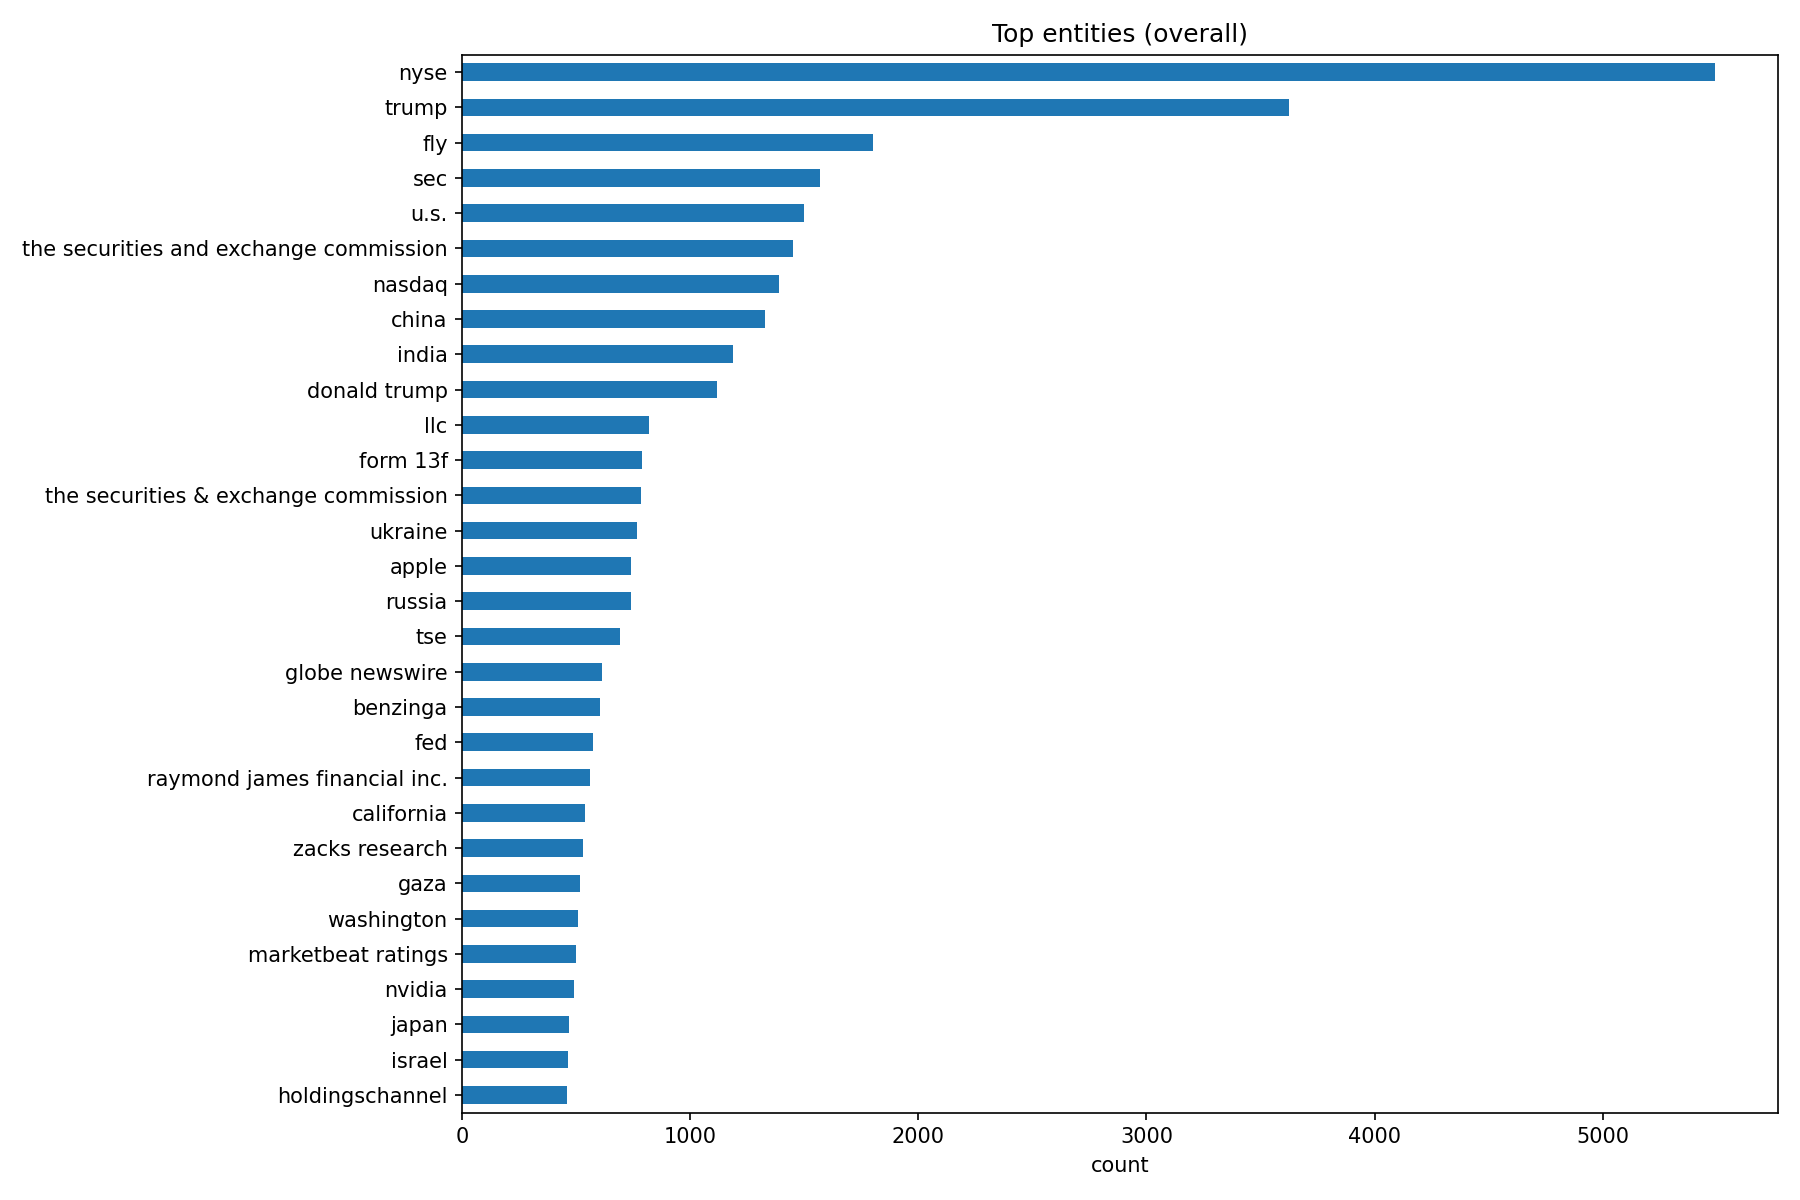 Top entities (overall)
nyse
trump
fly
sec
u.s.
the securities and exchange commission
nasdaq
china
india
donald trump
llc
form 13f
the securities & exchange commission
ukraine
apple
russia
tse
globe newswire
benzinga
fed
raymond james financial inc.
california
zacks research
gaza
washington
marketbeat ratings
nvidia
japan
israel
holdingschannel
0 1000 2000 3000 4000 5000
count